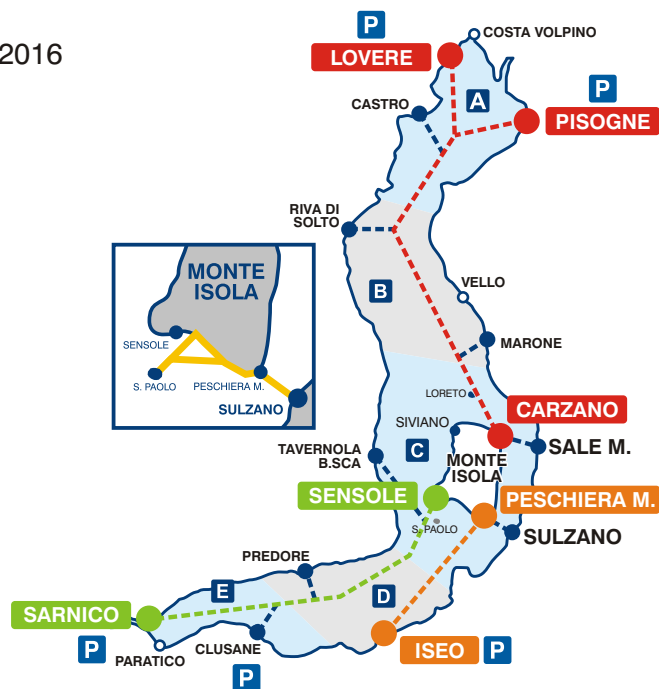 2016
P
COSTA VOLPINO
LOVERE
A
P
CASTRO
PISOGNE
RIVA DI
SOLTO
MONTE
ISOLA
B
VELLO
SENSOLE
MARONE
S. PAOLO
PESCHIERA M.
SULZANO
LORETO
CARZANO
SIVIANO
TAVERNOLA
B.SCA
C
MONTE
ISOLA
SALE M.
SENSOLE
PESCHIERA M.
S. PAOLO
SULZANO
PREDORE
E
D
SARNICO
P
PARATICO
CLUSANE
P
ISEO
P